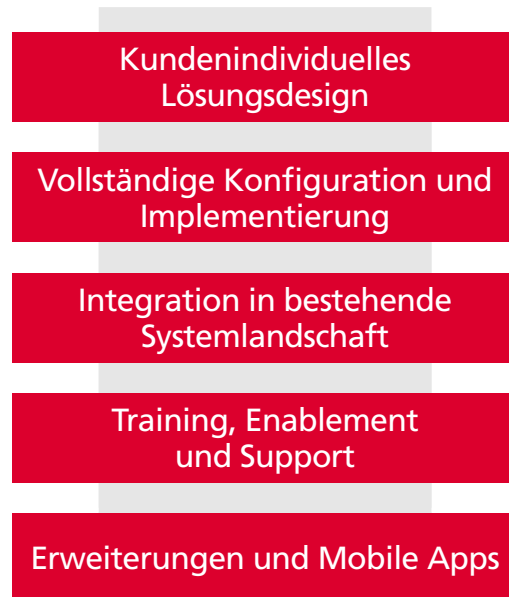 Kundenindividuelles
Lösungsdesign
Vollständige Konfiguration und
Implementierung
Integration in bestehende
Systemlandschaft
Training, Enablement
und Support
Erweiterungen und Mobile Apps